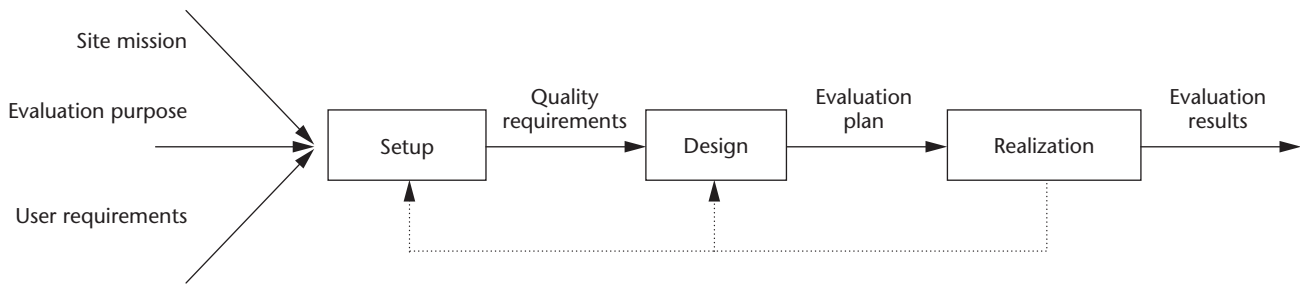 Site mission
Evaluation purpose
User requirements
Setup
Quality
requirements
Design
Evaluation
plan
Realization
Evaluation
results